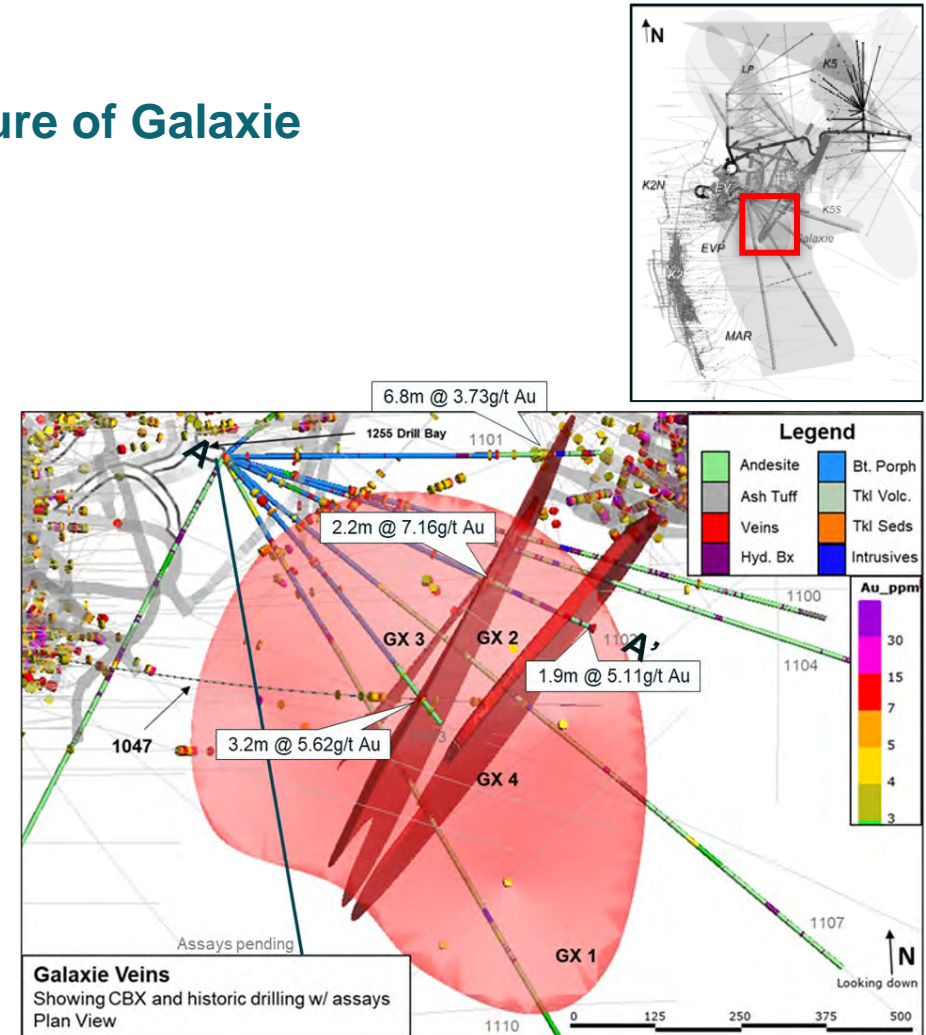 ure of Galaxie
N
LP
K5
K2N
EV
K5S
Galaxie
EVP
K2
MAR
6.8m @ 3.73g/t Au
1255 Drill Bay
1101
A
2.2m @ 7.16g/t Au
Legend
Andesite
Bt. Porph
Ash Tuff
Tkl Volc.
Veins
Tkl Seds
Hyd. Bx
Intrusives
Au_ppm
30
15
7
5
4
3
1100
1102
A'
1104
GX 3
GX 2
1.9m @ 5.11g/t Au
1047
3.2m @ 5.62g/t Au
1103
GX 4
1107
Assays pending
GX 1
N
Looking down
Galaxie Veins
Showing CBX and historic drilling w/ assays
Plan View
1110
0 125 250 375 500